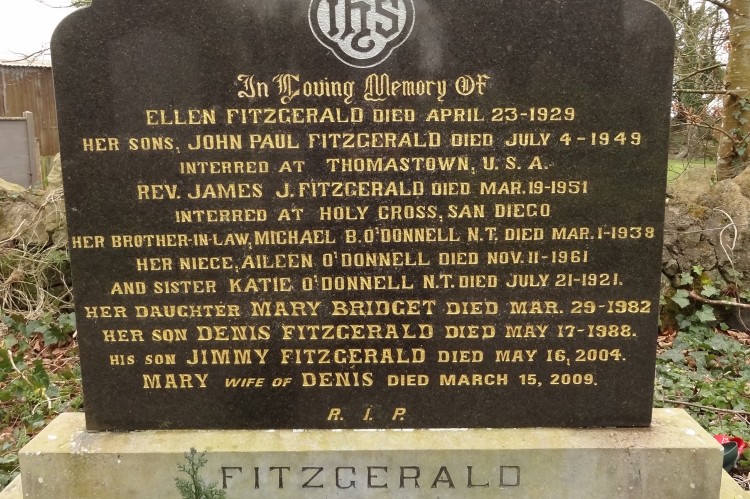 IHS
In Loving Memory Of
ELLEN FITZGERALD DIED APRIL 23-1929
HER SONS, JOHN PAUL FITZGERALD DIED JULY 4-1949
INTERRED AT THOMASTOWN, U.S.A.
REV. JAMES J. FITZGERALD DIED MAR. 19-1951
INTERRED AT HOLY CROSS, SAN DIEGO
HER BROTHER-IN-LAW, MICHAEL B. O'DONNELL N.T. DIED MAR. 1-1938
HER NIECE, AILEEN O'DONNELL DIED NOV. 11-1961
AND SISTER KATIE O'DONNELL N.T. DIED JULY 21-1921.
HER DAUGHTER MARY BRIDGET DIED MAR. 29-1982
HER SON DENIS FITZGERALD DIED MAY 17-1988.
HIS SON JIMMY FITZGERALD DIED MAY 16, 2004.
MARY WIFE OF DENIS DIED MARCH 15, 2009.
R. I. P.
FITZGERALD